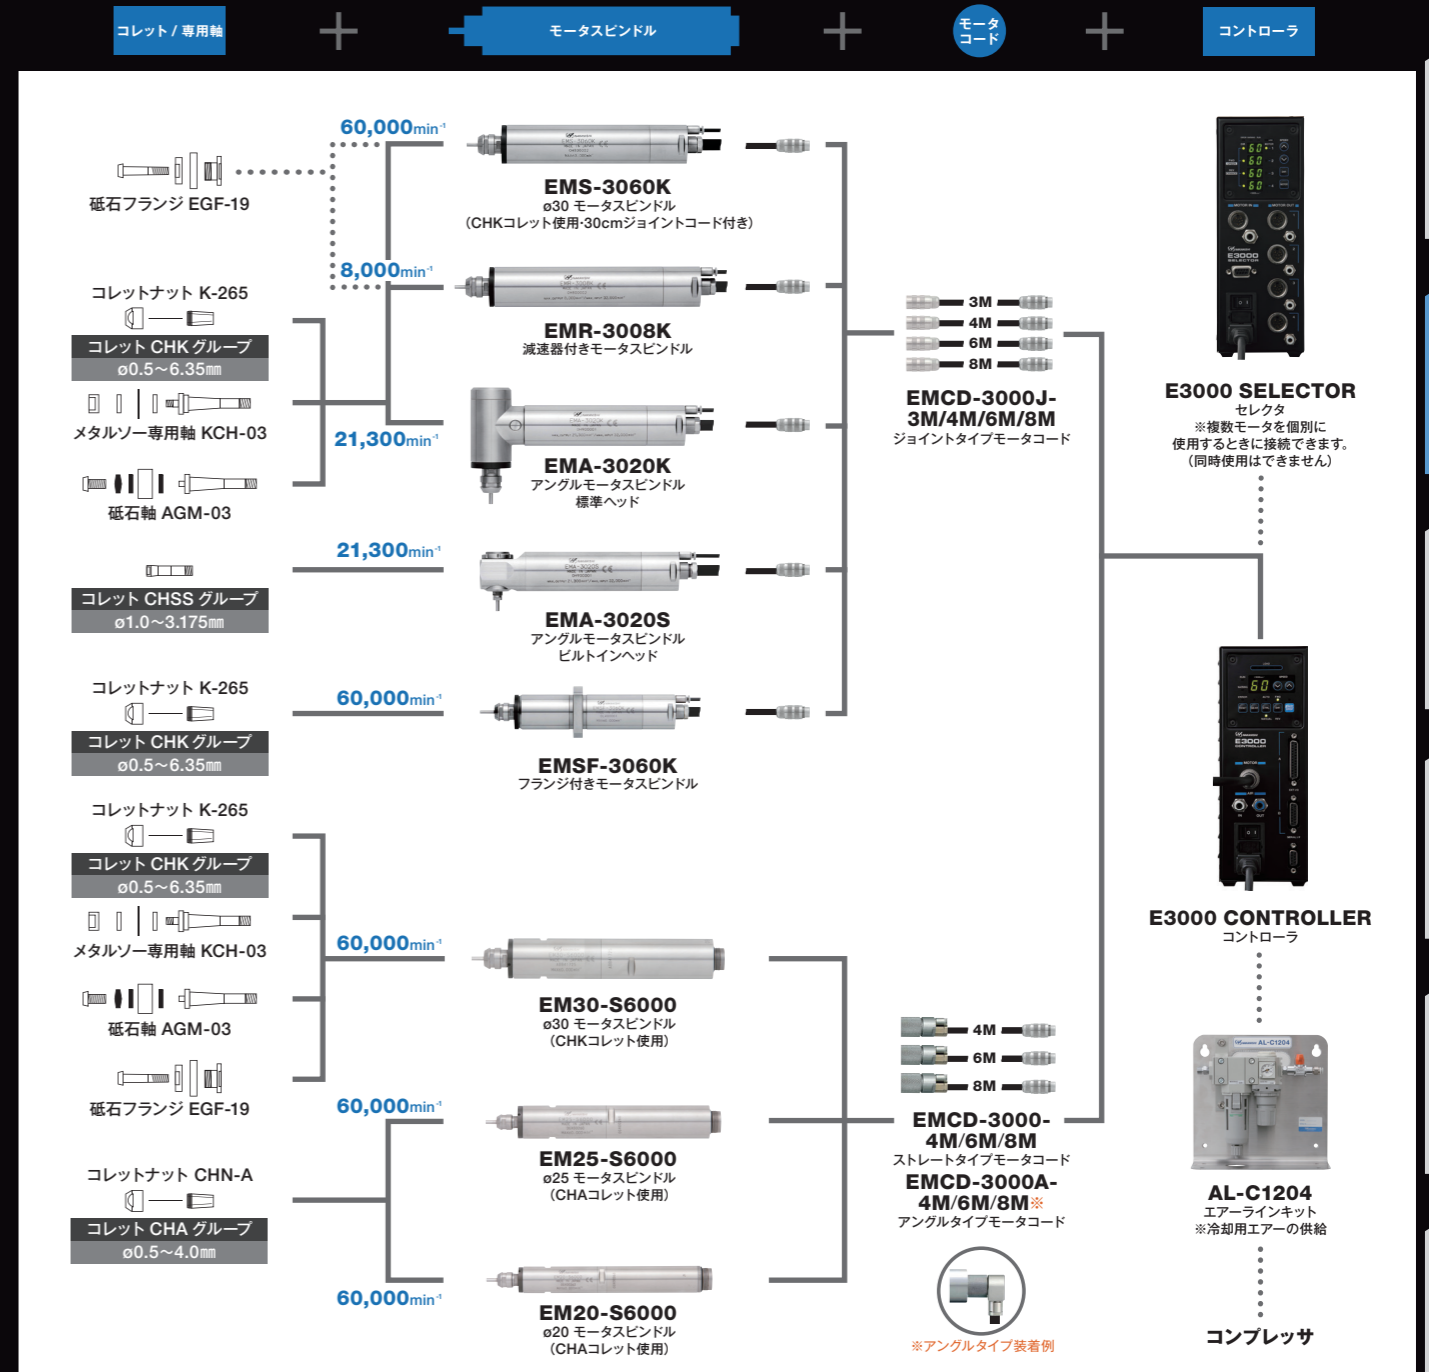 コレット / 専用軸
モータスピンドル
モータ
コード
コントローラ
砥石フランジ EGF-19
コレットナット K-265
コレット CHK グループ
ø0.5～6.35㎜
メタルソー専用軸 KCH-03
砥石軸 AGM-03
コレット CHSS グループ
ø1.0～3.175㎜
コレットナット K-265
コレット CHK グループ
ø0.5～6.35㎜
コレットナット K-265
コレット CHK グループ
ø0.5～6.35㎜
メタルソー専用軸 KCH-03
砥石軸 AGM-03
砥石フランジ EGF-19
コレットナット CHN-A
コレット CHA グループ
ø0.5～4.0㎜
60,000min⁻¹
EMS-3060K
ø30 モータスピンドル
（CHKコレット使用・30cmジョイントコード付き）
8,000min⁻¹
EMR-3008K
減速器付きモータスピンドル
21,300min⁻¹
EMA-3020K
アングルモータスピンドル
標準ヘッド
21,300min⁻¹
EMA-3020S
アングルモータスピンドル
ビルトインヘッド
60,000min⁻¹
EMSF-3060K
フランジ付きモータスピンドル
60,000min⁻¹
EM30-S6000
ø30 モータスピンドル
（CHKコレット使用）
60,000min⁻¹
EM25-S6000
ø25 モータスピンドル
（CHAコレット使用）
60,000min⁻¹
EM20-S6000
ø20 モータスピンドル
（CHAコレット使用）
3M
4M
6M
8M
EMCD-3000J-
3M/4M/6M/8M
ジョイントタイプモータコード
4M
6M
8M
EMCD-3000-
4M/6M/8M
ストレートタイプモータコード
EMCD-3000A-
4M/6M/8M※
アングルタイプモータコード
※アングルタイプ装着例
MOTOR IN
MOTOR OUT
E3000
SELECTOR
E3000 SELECTOR
セレクタ
※複数モータを個別に
使用するときに接続できます。
（同時使用はできません）
60
E3000
CONTROLLER
MOTOR
AIR
IN
OUT
E3000 CONTROLLER
コントローラ
AL-C1204
AL-C1204
エアーラインキット
※冷却用エアーの供給
コンプレッサ